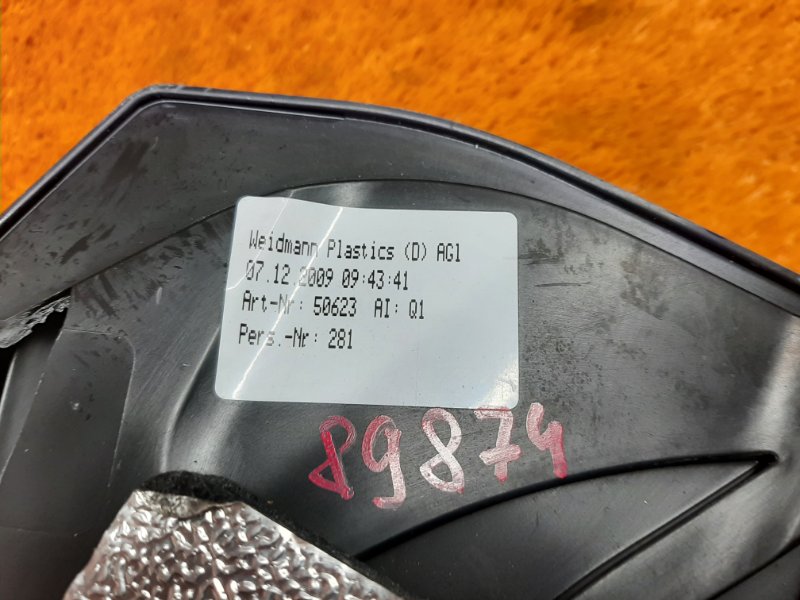 Weidmann Plastics (D) AG1
07.12.2009 09:43:41
Art-Nr: 50623 AI: Q1
Pers.-Nr: 281
89874